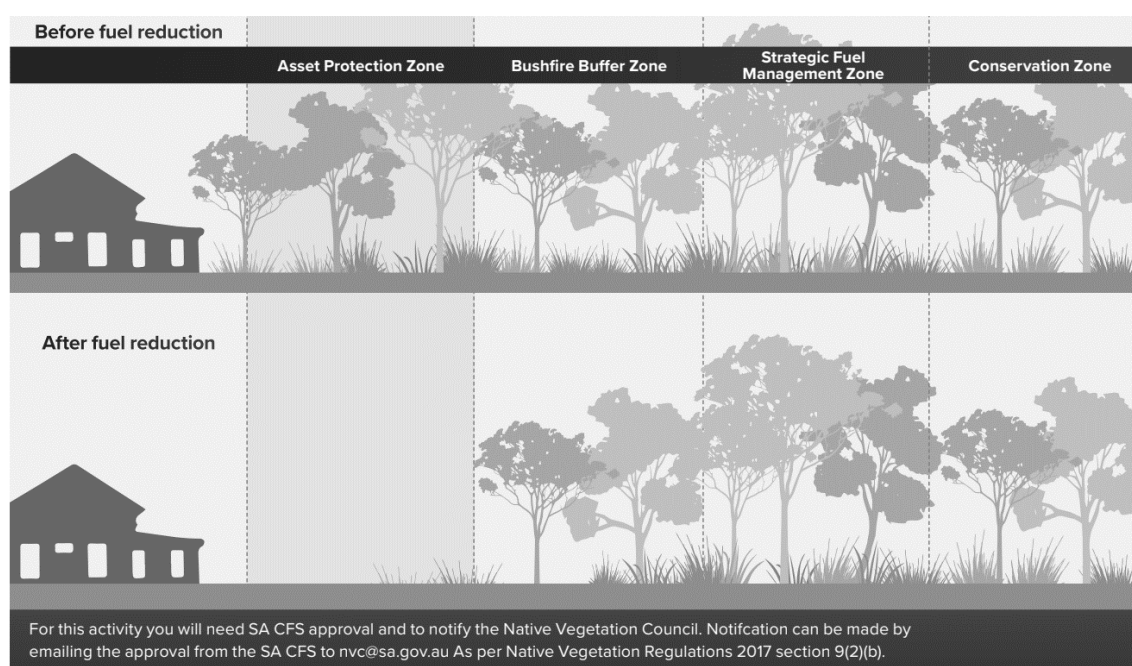 Before fuel reduction
Asset Protection Zone
Bushfire Buffer Zone
Strategic Fuel
Management Zone
Conservation Zone
After fuel reduction
For this activity you will need SA CFS approval and to notify the Native Vegetation Council. Notifcation can be made by
emailing the approval from the SA CFS to nvc@sa.gov.au As per Native Vegetation Regulations 2017 section 9(2)(b).